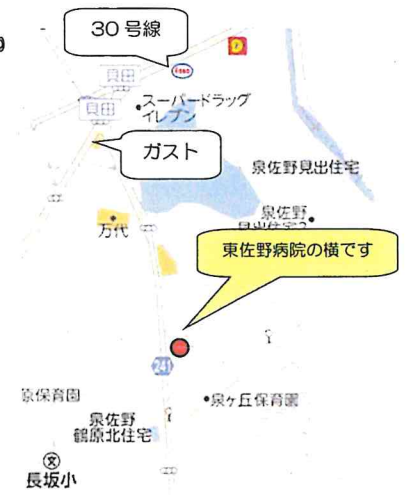 30号線
貝田
貝田
スーパードラッグ
イレブン
ガスト
泉佐野見出住宅
泉佐野
見出住宅2
万代
東佐野病院の横です
241
泉ヶ丘保育園
京保育園
泉佐野
鶴原北住宅
文
長坂小